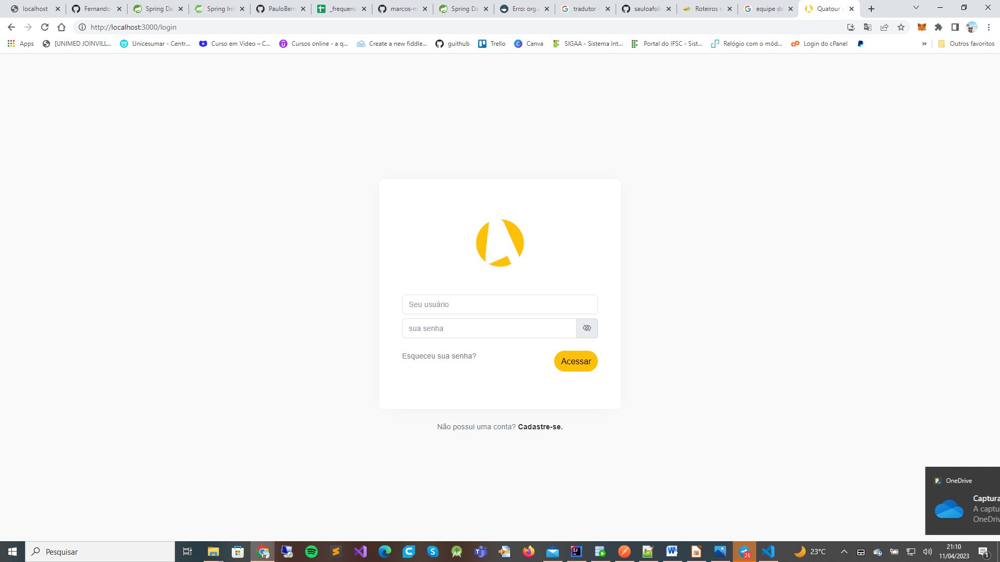 localhost
Fernando-
Spring Da
Spring Init
PauloBern
_frequenc
marcos-n
Spring Da
Erro: org.s
tradutor -
sauloafoli
Roteiros n
equipe de
Quatour -
http://localhost:3000/login
Apps
[UNIMED JOINVILL...
Unicesumar - Centr...
Curso em Video – C...
Cursos online - a q...
Create a new fiddle...
guithub
Trello
Canva
SIGAA - Sistema Int...
Portal do IFSC - Sist...
Relógio com o mód...
Login do cPanel
»
Outros favoritos
Seu usuário
sua senha
Esqueceu sua senha?
Acessar
Não possui uma conta? Cadastre-se.
OneDrive
Captura
A captu
OneDriv
Pesquisar
26
23°C
21:10
11/04/2023
1